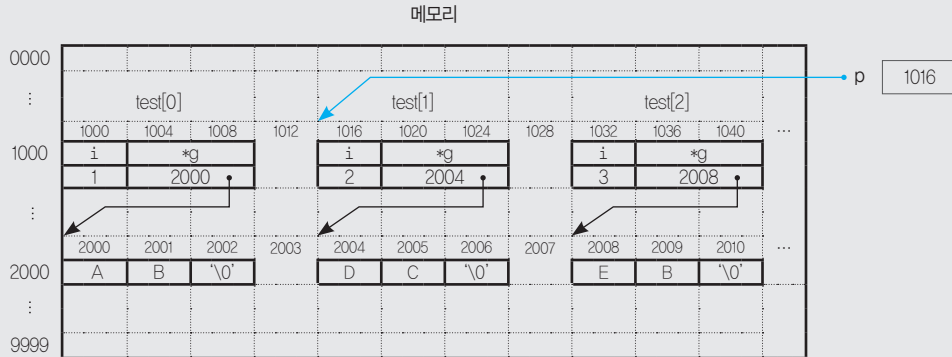 메모리
0000
p 1016
⋮ test[0] test[1] test[2]
1000 1004 1008 1012 1016 1020 1024 1028 1032 1036 1040 …
1000 i *g i *g i *g
1 2000 2 2004 3 2008
⋮
2000 2001 2002 2003 2004 2005 2006 2007 2008 2009 2010 …
2000 A B '\0' D C '\0' E B '\0'
⋮
9999